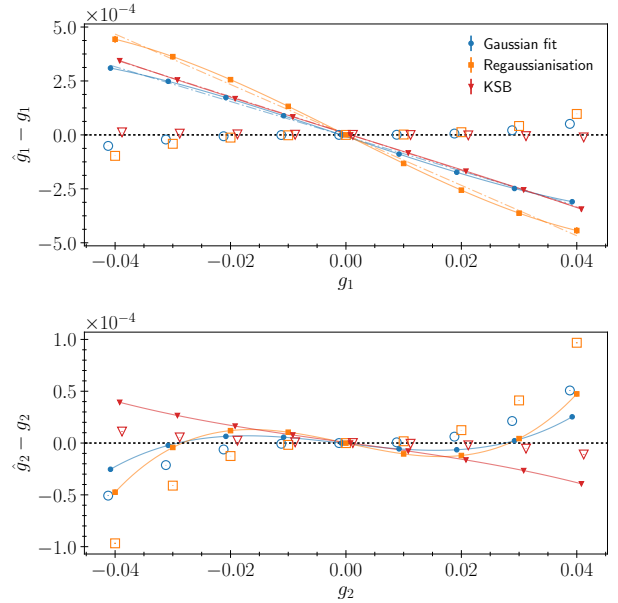 ×10⁻⁴
5.0
2.5
0.0
−2.5
−5.0
ĝ₁ − g₁
Gaussian fit
Regaussianisation
KSB
−0.04 −0.02 0.00 0.02 0.04
g₁
×10⁻⁴
1.0
0.5
0.0
−0.5
−1.0
ĝ₂ − g₂
−0.04 −0.02 0.00 0.02 0.04
g₂